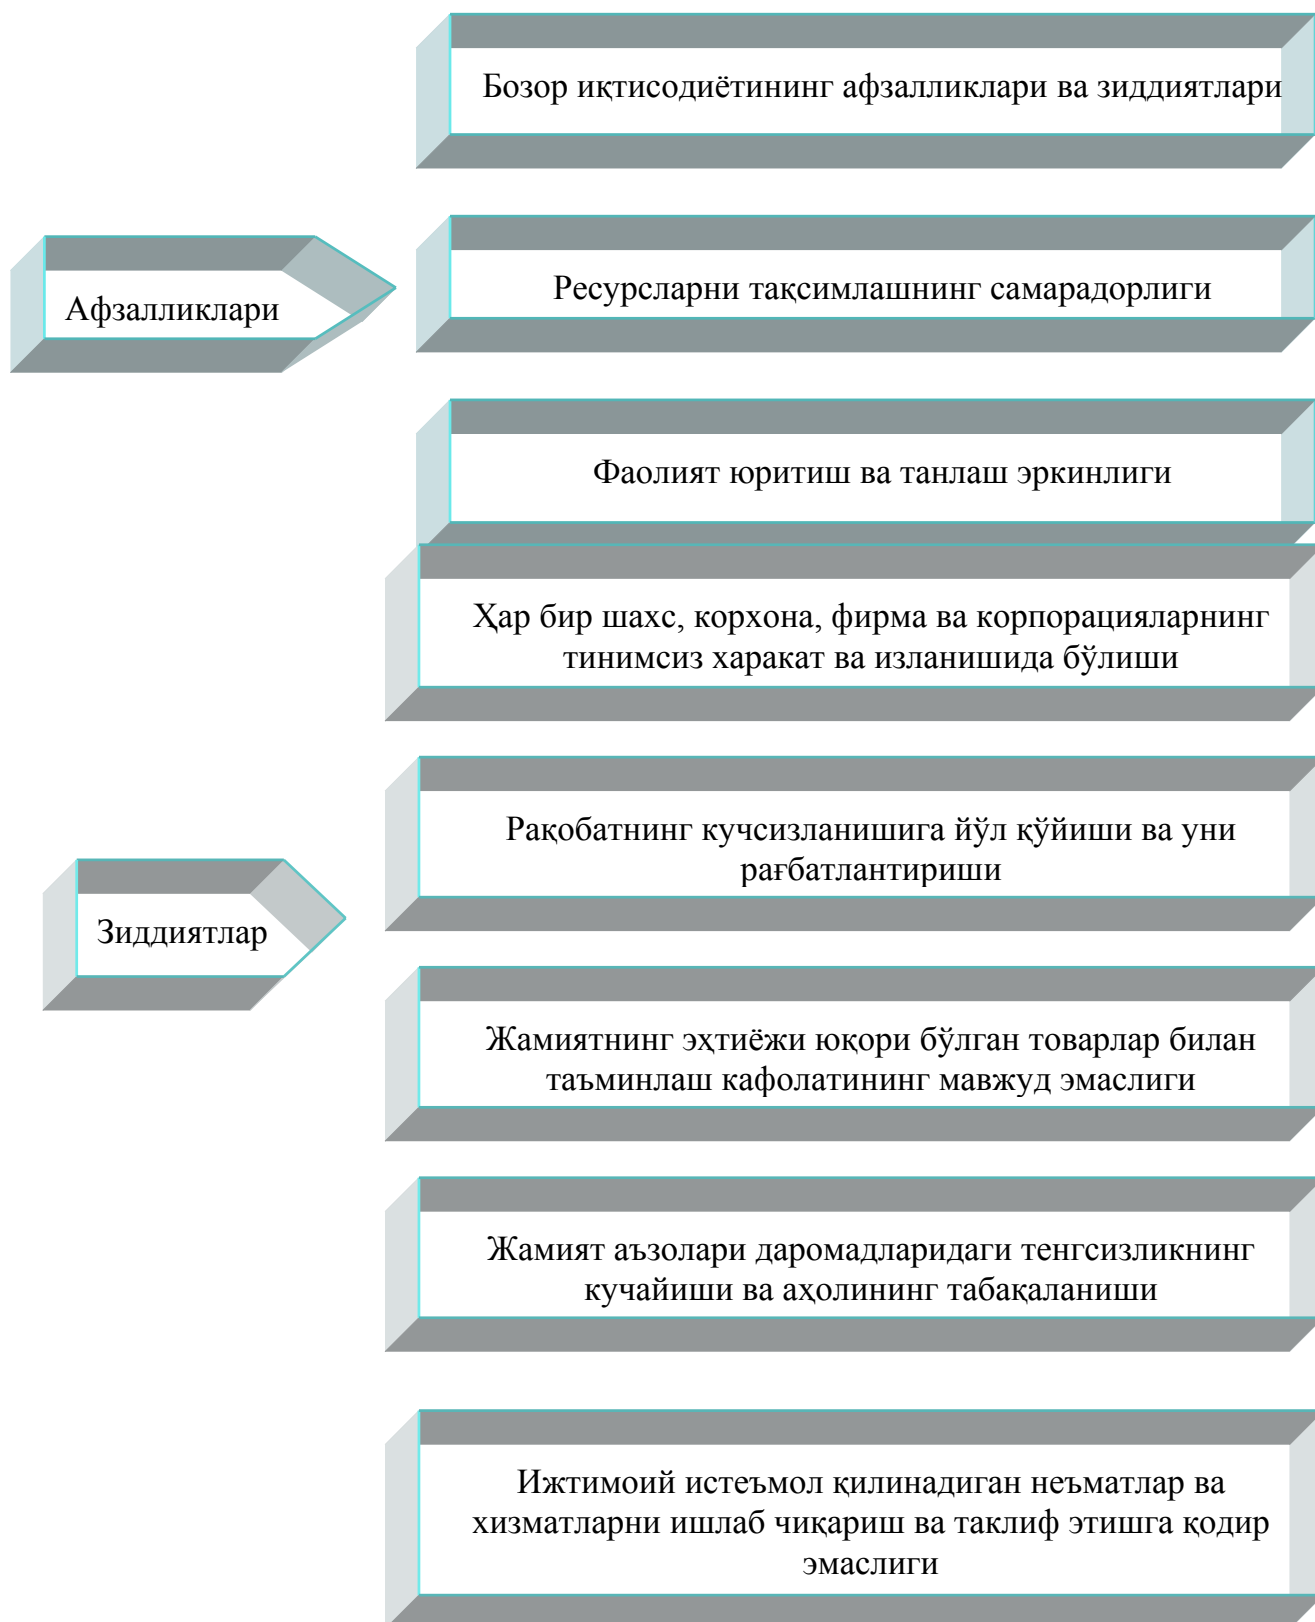 Бозор иқтисодиётининг афзалликлари ва зиддиятлари
Афзалликлари
Ресурсларни тақсимлашнинг самарадорлиги
Фаолият юритиш ва танлаш эркинлиги
Ҳар бир шахс, корхона, фирма ва корпорацияларнинг
тинимсиз харакат ва изланишида бўлиши
Зиддиятлар
Рақобатнинг кучсизланишига йўл қўйиши ва уни
рағбатлантириши
Жамиятнинг эҳтиёжи юқори бўлган товарлар билан
таъминлаш кафолатининг мавжуд эмаслиги
Жамият аъзолари даромадларидаги тенгсизликнинг
кучайиши ва аҳолининг табақаланиши
Ижтимоий истеъмол қилинадиган неъматлар ва
хизматларни ишлаб чиқариш ва таклиф этишга қодир
эмаслиги